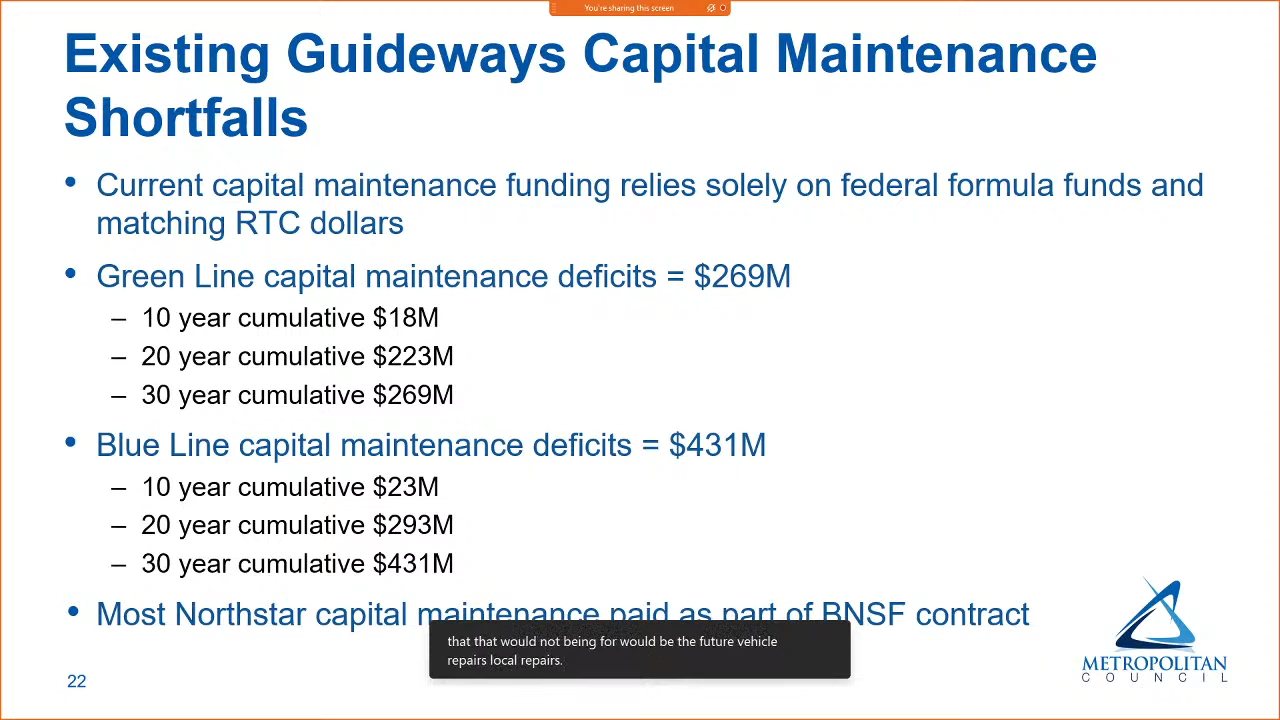 You're sharing this screen
Existing Guideways Capital Maintenance
Shortfalls
• Current capital maintenance funding relies solely on federal formula funds and
matching RTC dollars
• Green Line capital maintenance deficits = $269M
– 10 year cumulative $18M
– 20 year cumulative $223M
– 30 year cumulative $269M
• Blue Line capital maintenance deficits = $431M
– 10 year cumulative $23M
– 20 year cumulative $293M
– 30 year cumulative $431M
• Most Northstar capital maintenance paid as part of BNSF contract
that that would not being for would be the future vehicle
repairs local repairs.
22
METROPOLITAN
COUNCIL